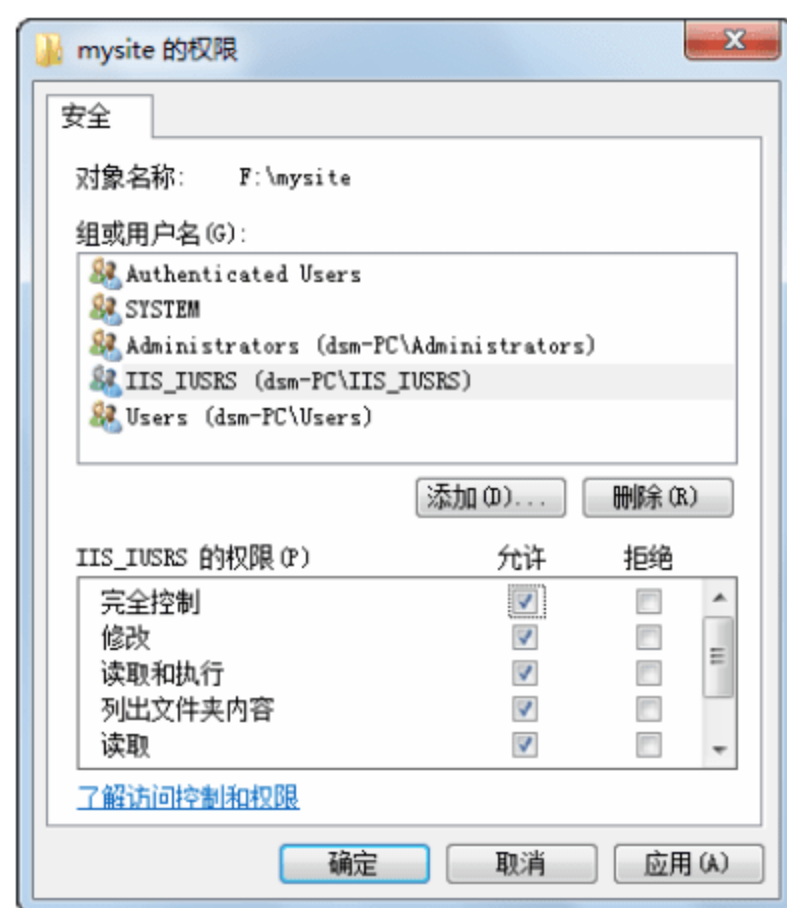 mysite 的权限
安全
对象名称: F:\mysite
组或用户名(G):
Authenticated Users
SYSTEM
Administrators (dsm-PC\Administrators)
IIS_IUSRS (dsm-PC\IIS_IUSRS)
Users (dsm-PC\Users)
添加(D)... 删除(R)
IIS_IUSRS 的权限(P) 允许 拒绝
完全控制
修改
读取和执行
列出文件夹内容
读取
了解访问控制和权限
确定 取消 应用(A)